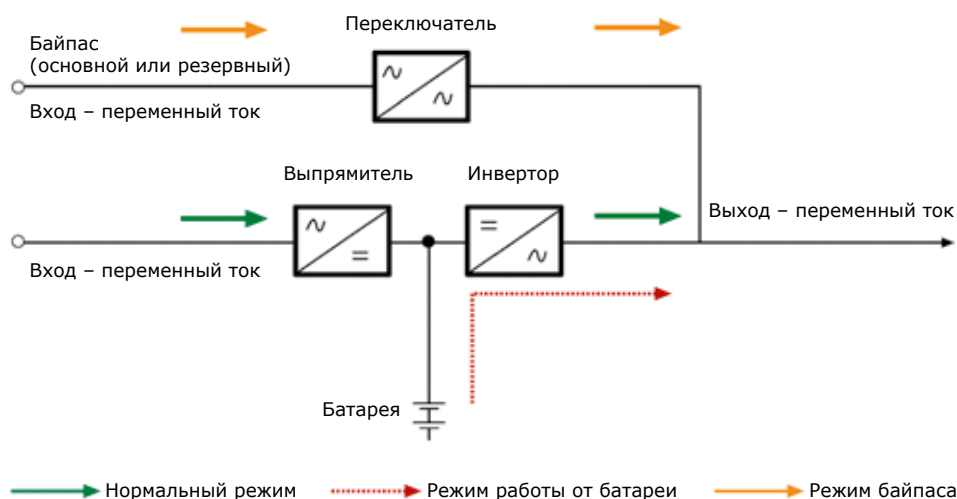 Переключатель
Байпас
(основной или резервный)
Вход – переменный ток
Выпрямитель
Инвертор
Выход – переменный ток
Вход – переменный ток
Батарея
Нормальный режим
Режим работы от батареи
Режим байпаса